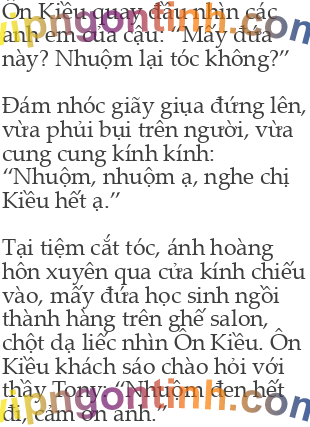 Ôn Kiều quay đầu nhìn các
anh em của cậu: “Mấy đứa
này? Nhuộm lại tóc không?”
Đám nhóc giãy giụa đứng lên,
vừa phủi bụi trên người, vừa
cung cung kính kính:
“Nhuộm, nhuộm ạ, nghe chị
Kiều hết ạ.”
Tại tiệm cắt tóc, ánh hoàng
hôn xuyên qua cửa kính chiếu
vào, mấy đứa học sinh ngồi
thành hàng trên ghế salon,
chột dạ liếc nhìn Ôn Kiều. Ôn
Kiều khách sáo chào hỏi với
thầy Tony: “Nhuộm đen hết
đi, cảm ơn anh.”
vipngontinh.com
vipngontinh.com